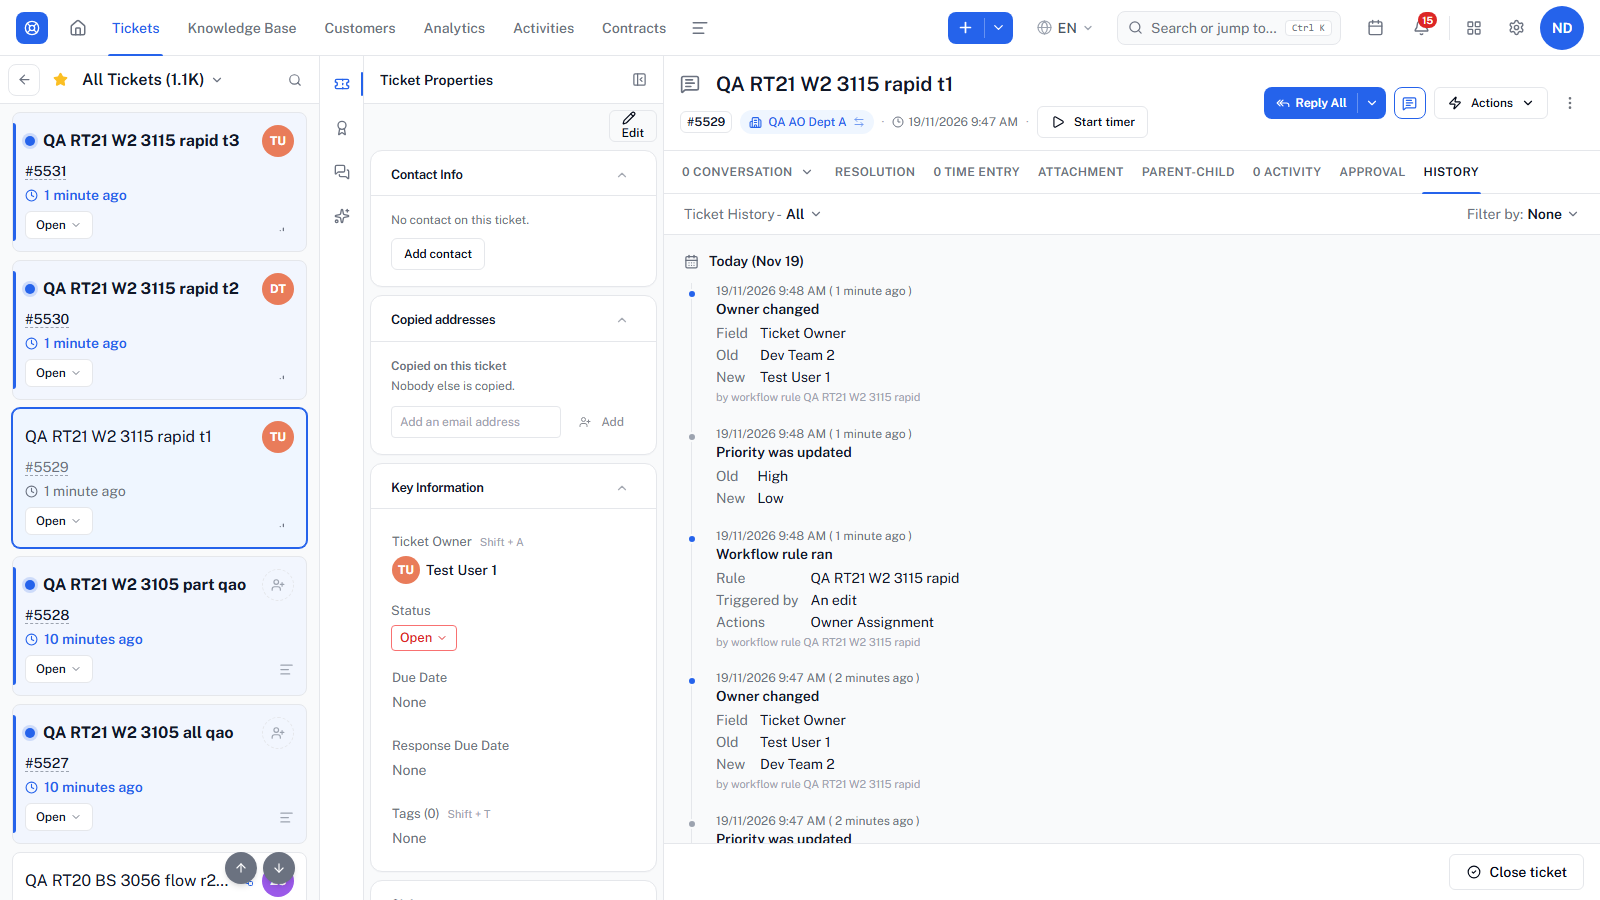 Tickets
Knowledge Base
Customers
Analytics
Activities
Contracts
EN
Search or jump to...
Ctrl K
15
ND
All Tickets (1.1K)
QA RT21 W2 3115 rapid t3
TU
#5531
1 minute ago
Open
QA RT21 W2 3115 rapid t2
DT
#5530
1 minute ago
Open
QA RT21 W2 3115 rapid t1
TU
#5529
1 minute ago
Open
QA RT21 W2 3105 part qao
#5528
10 minutes ago
Open
QA RT21 W2 3105 all qao
#5527
10 minutes ago
Open
QA RT20 BS 3056 flow r2...
Ticket Properties
Edit
Contact Info
No contact on this ticket.
Add contact
Copied addresses
Copied on this ticket
Nobody else is copied.
Add an email address
Add
Key Information
Ticket Owner Shift + A
TU Test User 1
Status
Open
Due Date
None
Response Due Date
None
Tags (0) Shift + T
None
QA RT21 W2 3115 rapid t1
#5529
QA AO Dept A
· 19/11/2026 9:47 AM ·
Start timer
Reply All
Actions
0 CONVERSATION
RESOLUTION
0 TIME ENTRY
ATTACHMENT
PARENT-CHILD
0 ACTIVITY
APPROVAL
HISTORY
Ticket History - All
Filter by: None
Today (Nov 19)
19/11/2026 9:48 AM ( 1 minute ago )
Owner changed
Field Ticket Owner
Old Dev Team 2
New Test User 1
by workflow rule QA RT21 W2 3115 rapid
19/11/2026 9:48 AM ( 1 minute ago )
Priority was updated
Old High
New Low
19/11/2026 9:48 AM ( 1 minute ago )
Workflow rule ran
Rule QA RT21 W2 3115 rapid
Triggered by An edit
Actions Owner Assignment
by workflow rule QA RT21 W2 3115 rapid
19/11/2026 9:47 AM ( 2 minutes ago )
Owner changed
Field Ticket Owner
Old Test User 1
New Dev Team 2
by workflow rule QA RT21 W2 3115 rapid
19/11/2026 9:47 AM ( 2 minutes ago )
Priority was updated
Close ticket